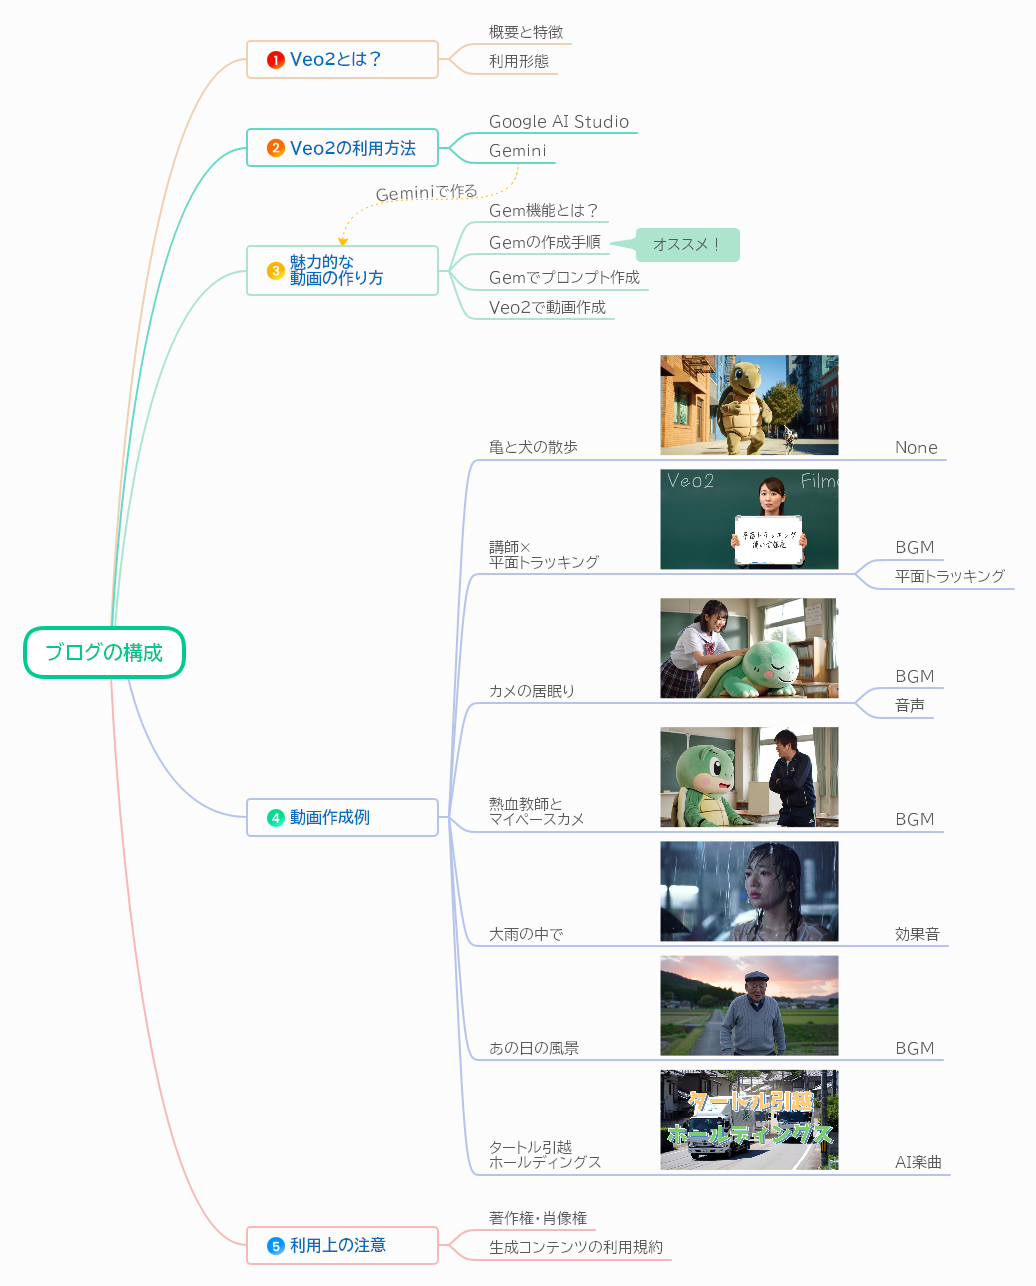 ブログの構成
1 Veo2とは？
概要と特徴
利用形態
2 Veo2の利用方法
Google AI Studio
Gemini
Geminiで作る
3 魅力的な
動画の作り方
Gem機能とは？
Gemの作成手順
オススメ！
Gemでプロンプト作成
Veo2で動画作成
4 動画作成例
亀と犬の散歩
None
Veo2
Filmo
平面トラッキング
講師×
平面トラッキング
BGM
平面トラッキング
カメの居眠り
BGM
音声
熱血教師と
マイペースカメ
BGM
大雨の中で
効果音
あの日の風景
BGM
タートル引越
ホールディングス
タートル引越
ホールディングス
AI楽曲
5 利用上の注意
著作権・肖像権
生成コンテンツの利用規約